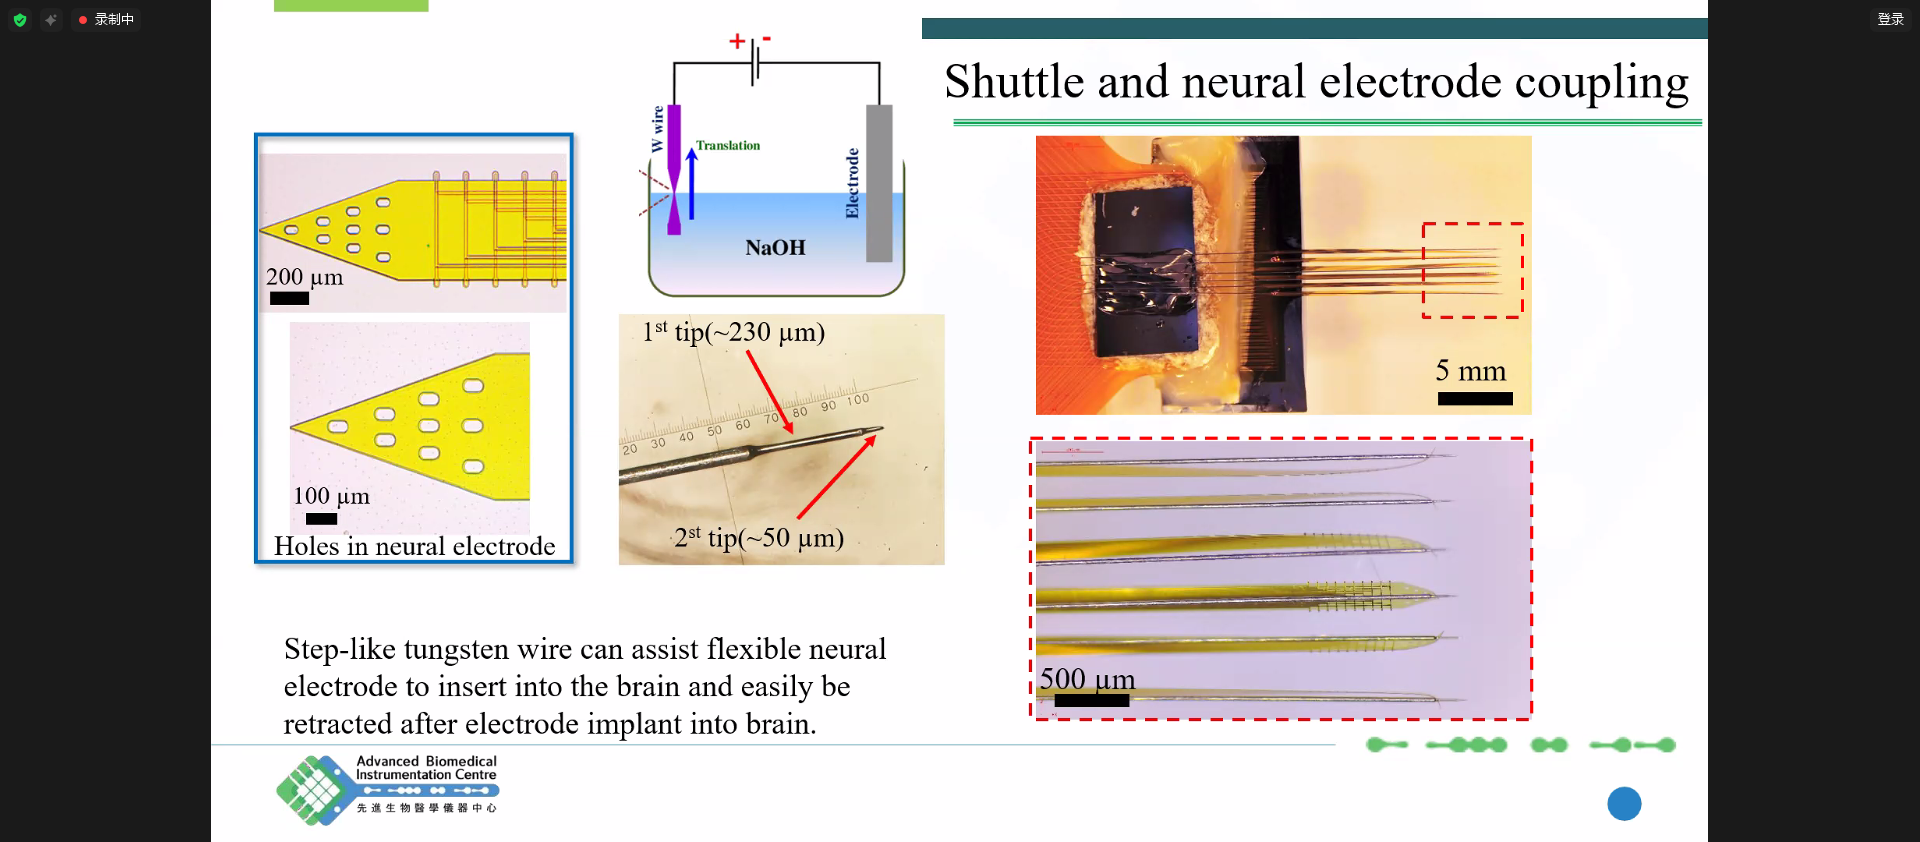 录制中
登录
Shuttle and neural electrode coupling
200 µm
100 µm
Holes in neural electrode
+ -
W wire
Translation
Electrode
NaOH
1st tip(~230 µm)
20 30 40 50 60 70 80 90 100
2st tip(~50 µm)
5 mm
500 µm
Step-like tungsten wire can assist flexible neural
electrode to insert into the brain and easily be
retracted after electrode implant into brain.
Advanced Biomedical
Instrumentation Centre
先進生物醫學儀器中心